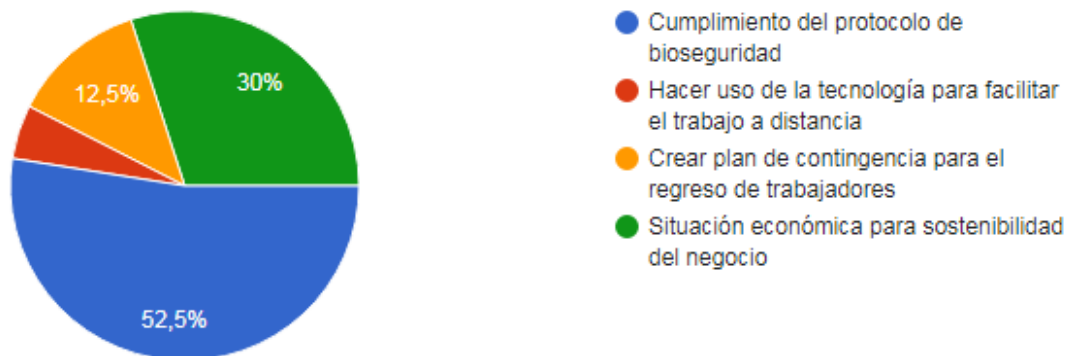 30%
12,5%
52,5%
Cumplimiento del protocolo de
bioseguridad
Hacer uso de la tecnología para facilitar
el trabajo a distancia
Crear plan de contingencia para el
regreso de trabajadores
Situación económica para sostenibilidad
del negocio